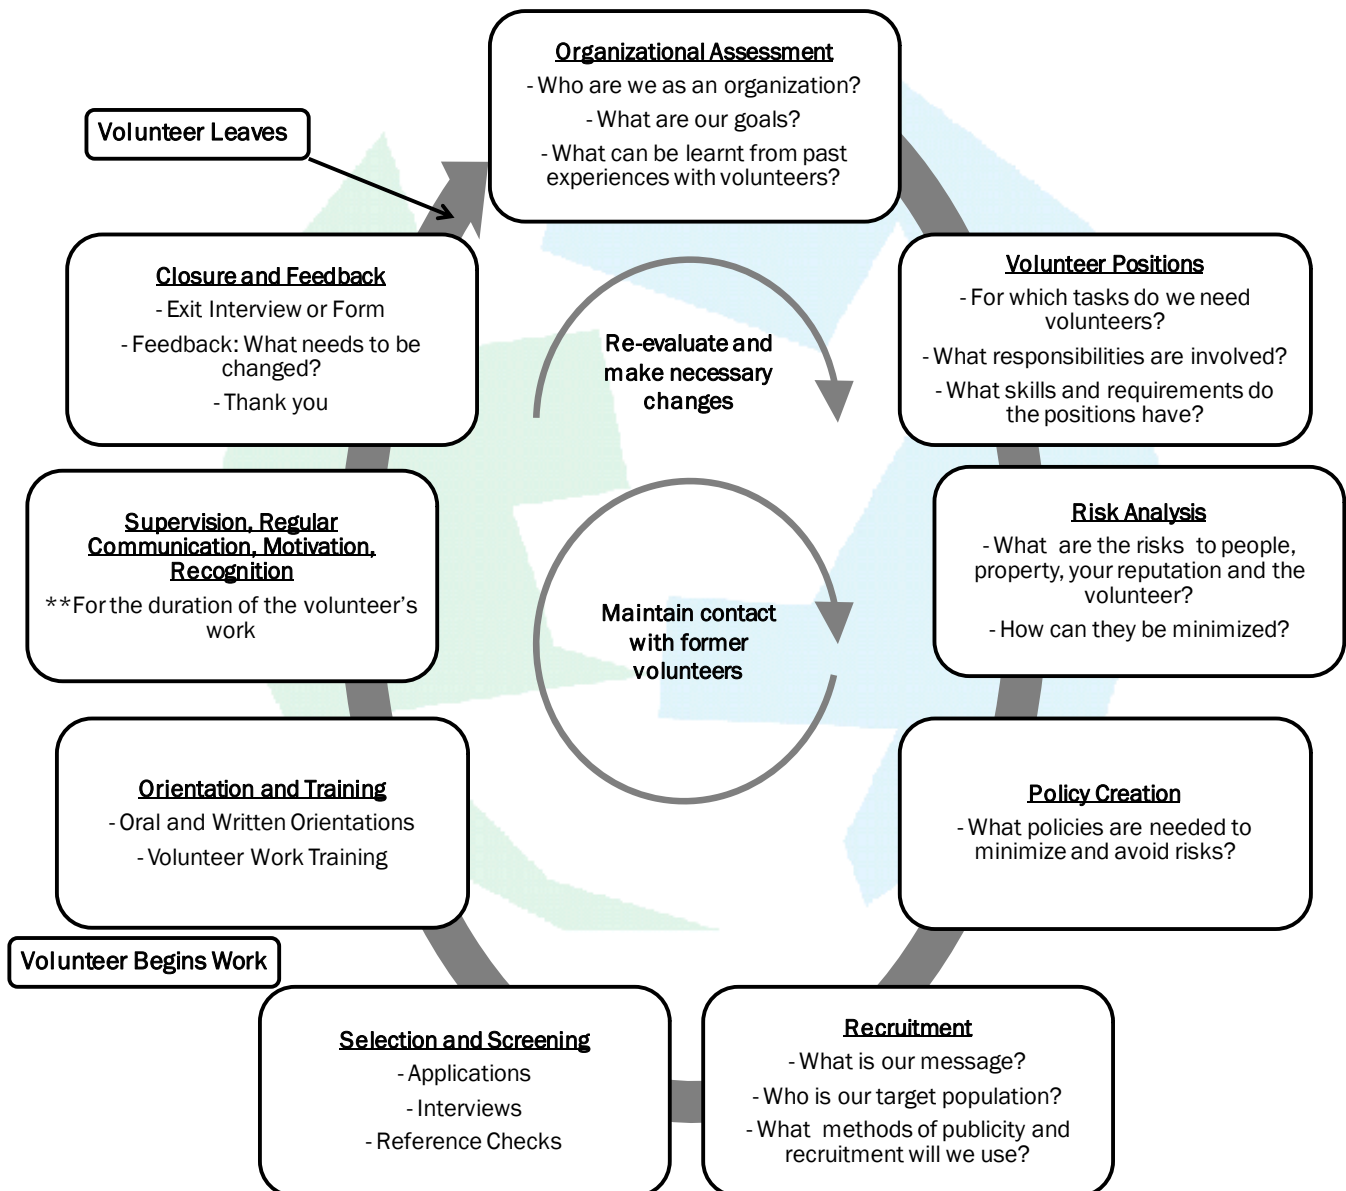 Organizational Assessment
- Who are we as an organization?
- What are our goals?
- What can be learnt from past
experiences with volunteers?
Volunteer Leaves
Closure and Feedback
- Exit Interview or Form
- Feedback: What needs to be
changed?
- Thank you
Re-evaluate and
make necessary
changes
Volunteer Positions
- For which tasks do we need
volunteers?
- What responsibilities are involved?
- What skills and requirements do
the positions have?
Supervision, Regular
Communication, Motivation,
Recognition
**For the duration of the volunteer's
work
Maintain contact
with former
volunteers
Risk Analysis
- What are the risks to people,
property, your reputation and the
volunteer?
- How can they be minimized?
Orientation and Training
- Oral and Written Orientations
- Volunteer Work Training
Policy Creation
- What policies are needed to
minimize and avoid risks?
Volunteer Begins Work
Selection and Screening
- Applications
- Interviews
- Reference Checks
Recruitment
- What is our message?
- Who is our target population?
- What methods of publicity and
recruitment will we use?